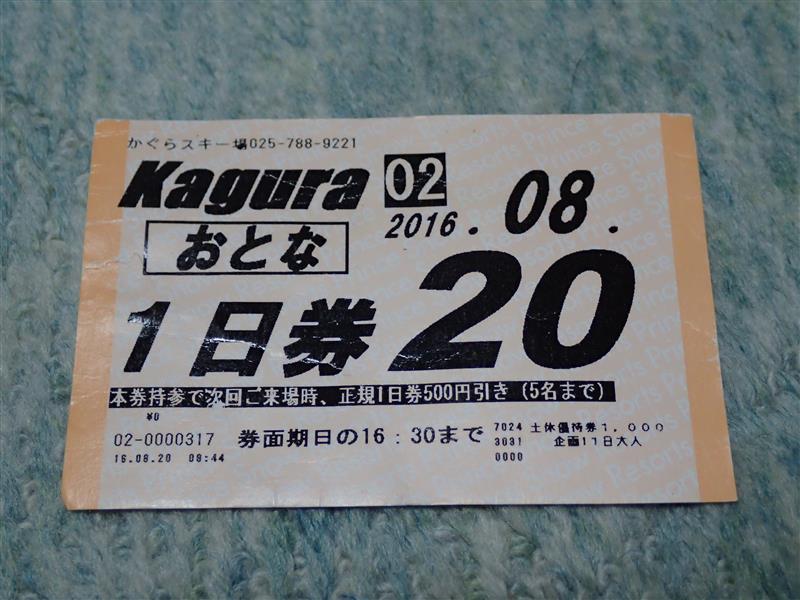 かぐらスキー場025-788-9221
Kagura 02
2016.08.
おとな
1日券 20
本券持参で次回ご来場時、正規1日券500円引き (5名まで)
¥0
02-0000317 券面期日の16:30まで
7024 土休優待券1,000
3031 企画11日大人
16.08.20 08:44
0000
Prince Snow Resorts